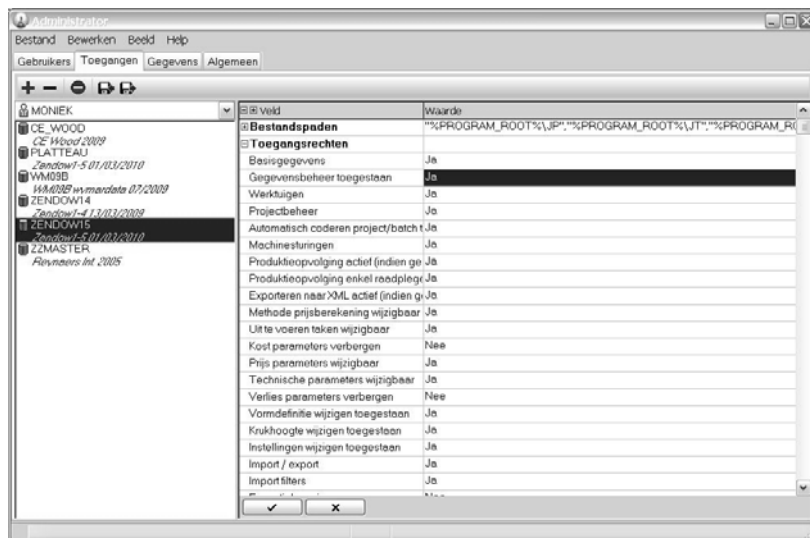 Administrator
Bestand Bewerken Beeld Help
Gebruikers Toegangen Gegevens Algemeen
MONIEK
CE_WOOD
CE Wood 2009
PLATTEAU
Zendow1-5 01/03/2010
WM09B
WM09B wymardata 07/2009
ZENDOW14
Zendow1-4 13/03/2009
ZENDOW15
Zendow1-5 01/03/2010
ZZMASTER
Reynaers Int. 2005
Veld Waarde
Bestandspaden "%PROGRAM_ROOT%\JP","%PROGRAM_ROOT%\JT","%PROGRAM_R
Toegangsrechten
Basisgegevens Ja
Gegevensbeheer toegestaan Ja
Werktuigen Ja
Projectbeheer Ja
Automatisch coderen project/batch t Ja
Machinesturingen Ja
Produktieopvolging actief (indien ge Ja
Produktieopvolging enkel raadplege Ja
Exporteren naar XML actief (indien g Ja
Methode prijsberekening wijzigbaar Ja
Uit te voeren taken wijzigbaar Ja
Kost parameters verbergen Nee
Prijs parameters wijzigbaar Ja
Technische parameters wijzigbaar Ja
Verlies parameters verbergen Nee
Vormdefinitie wijzigen toegestaan Ja
Krukhoogte wijzigen toegestaan Ja
Instellingen wijzigen toegestaan Ja
Import / export Ja
Import filters Ja